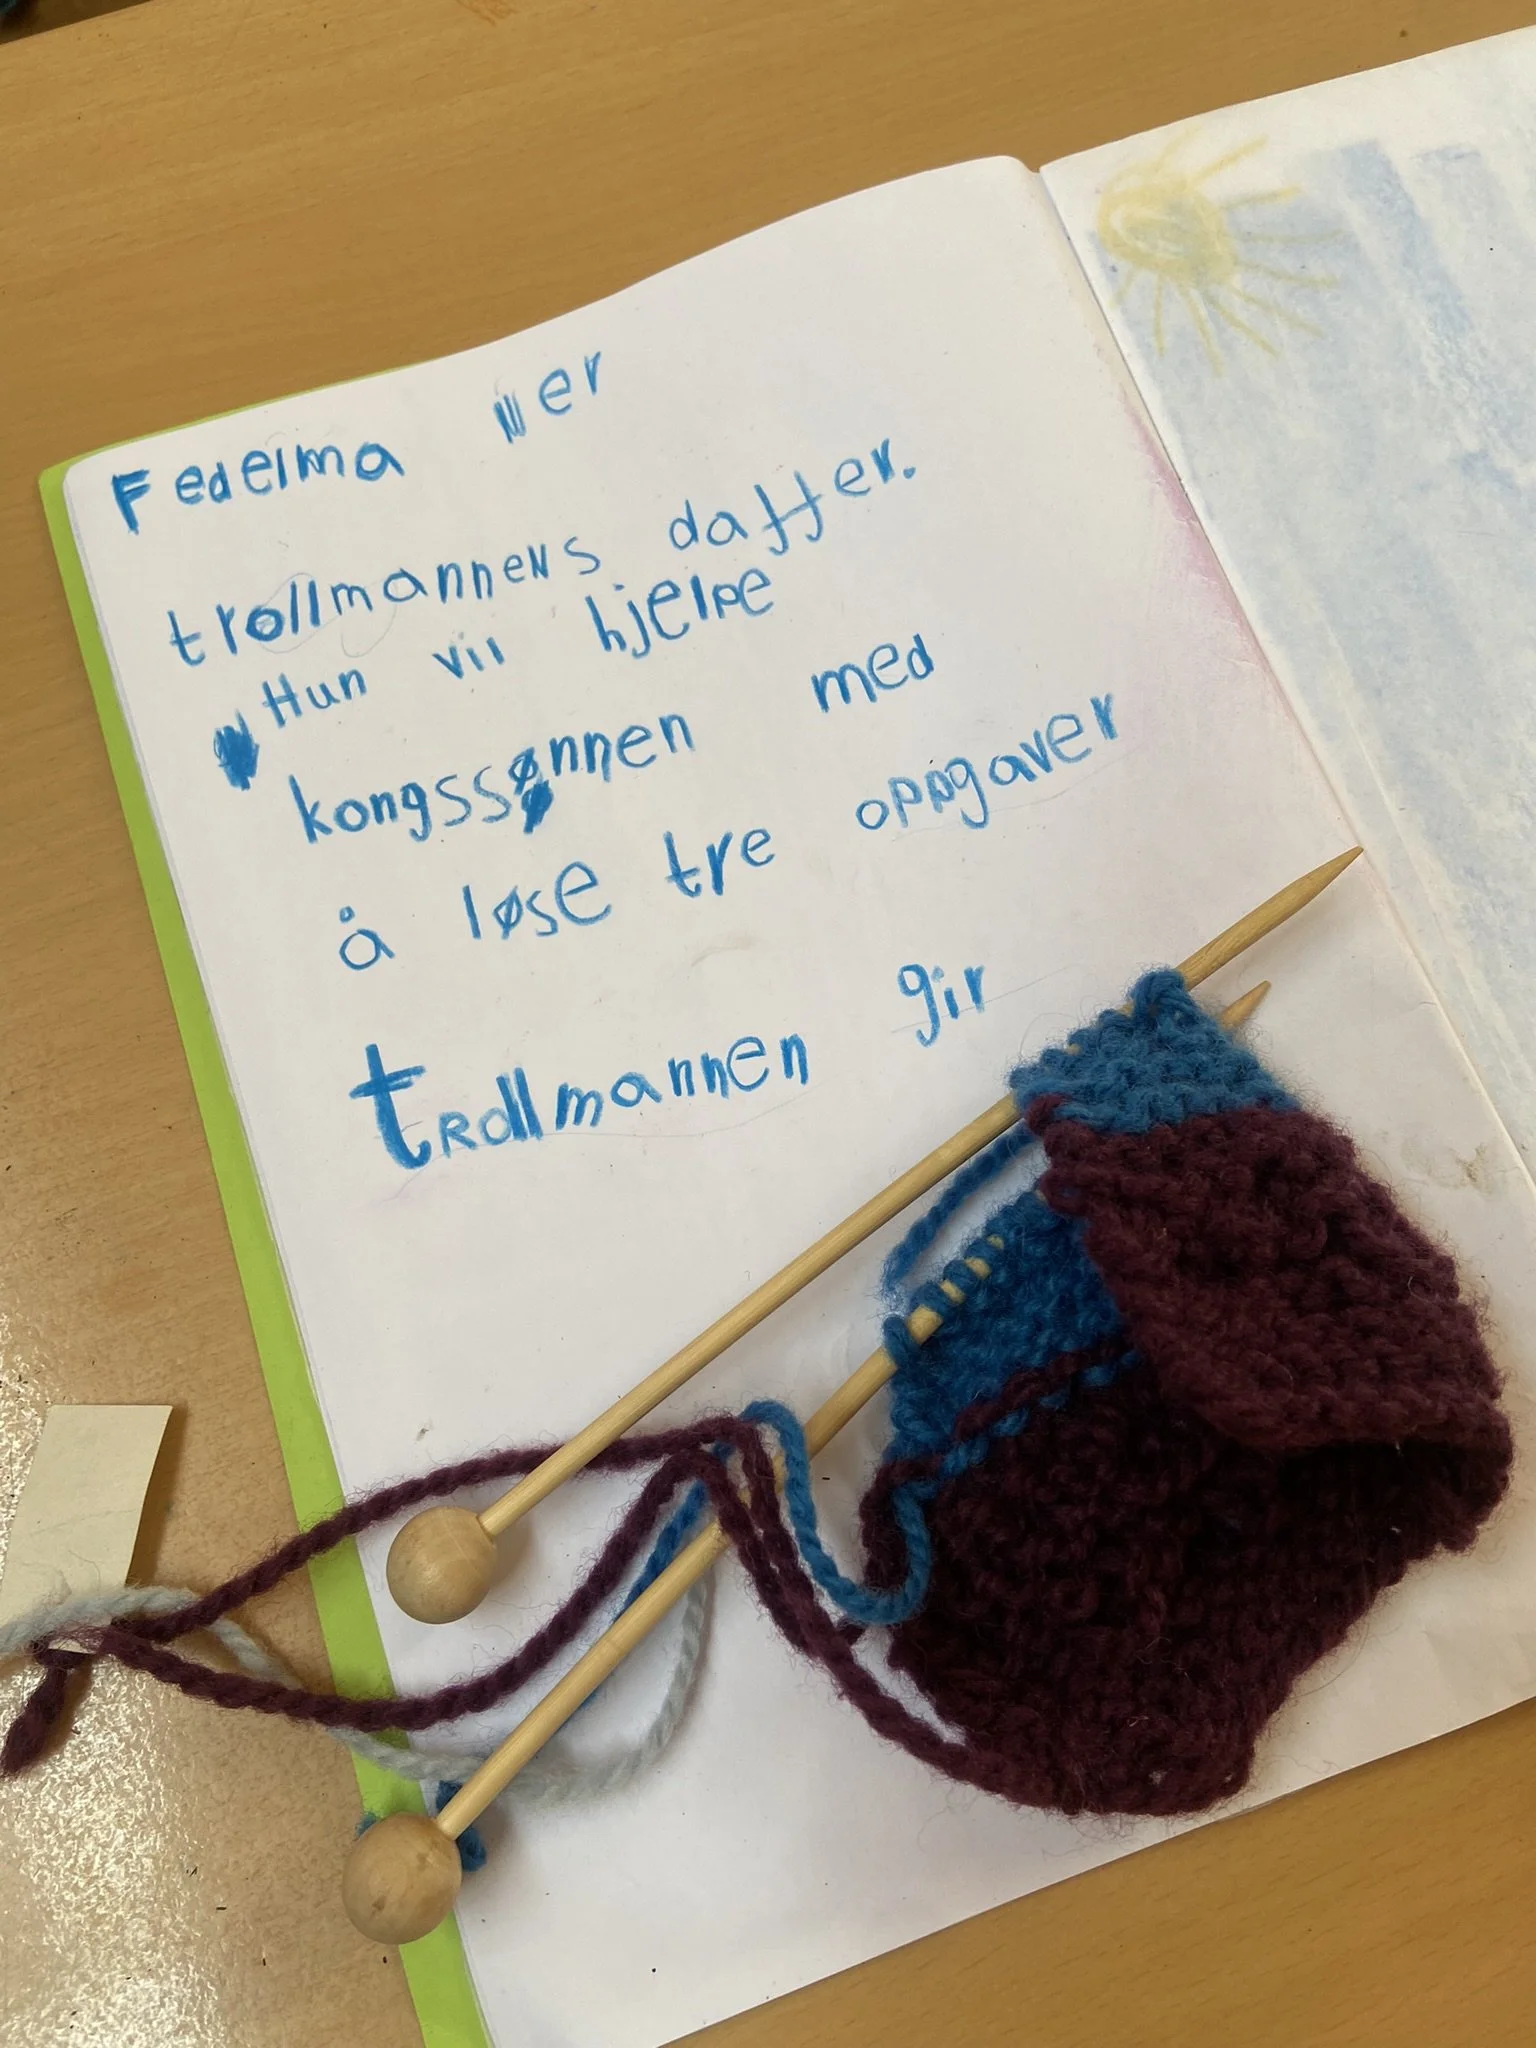 Fedelma er
trollmannens datter.
Hun vil hjelpe
kongssønnen med
å løse tre oppgaver
trollmannen gir